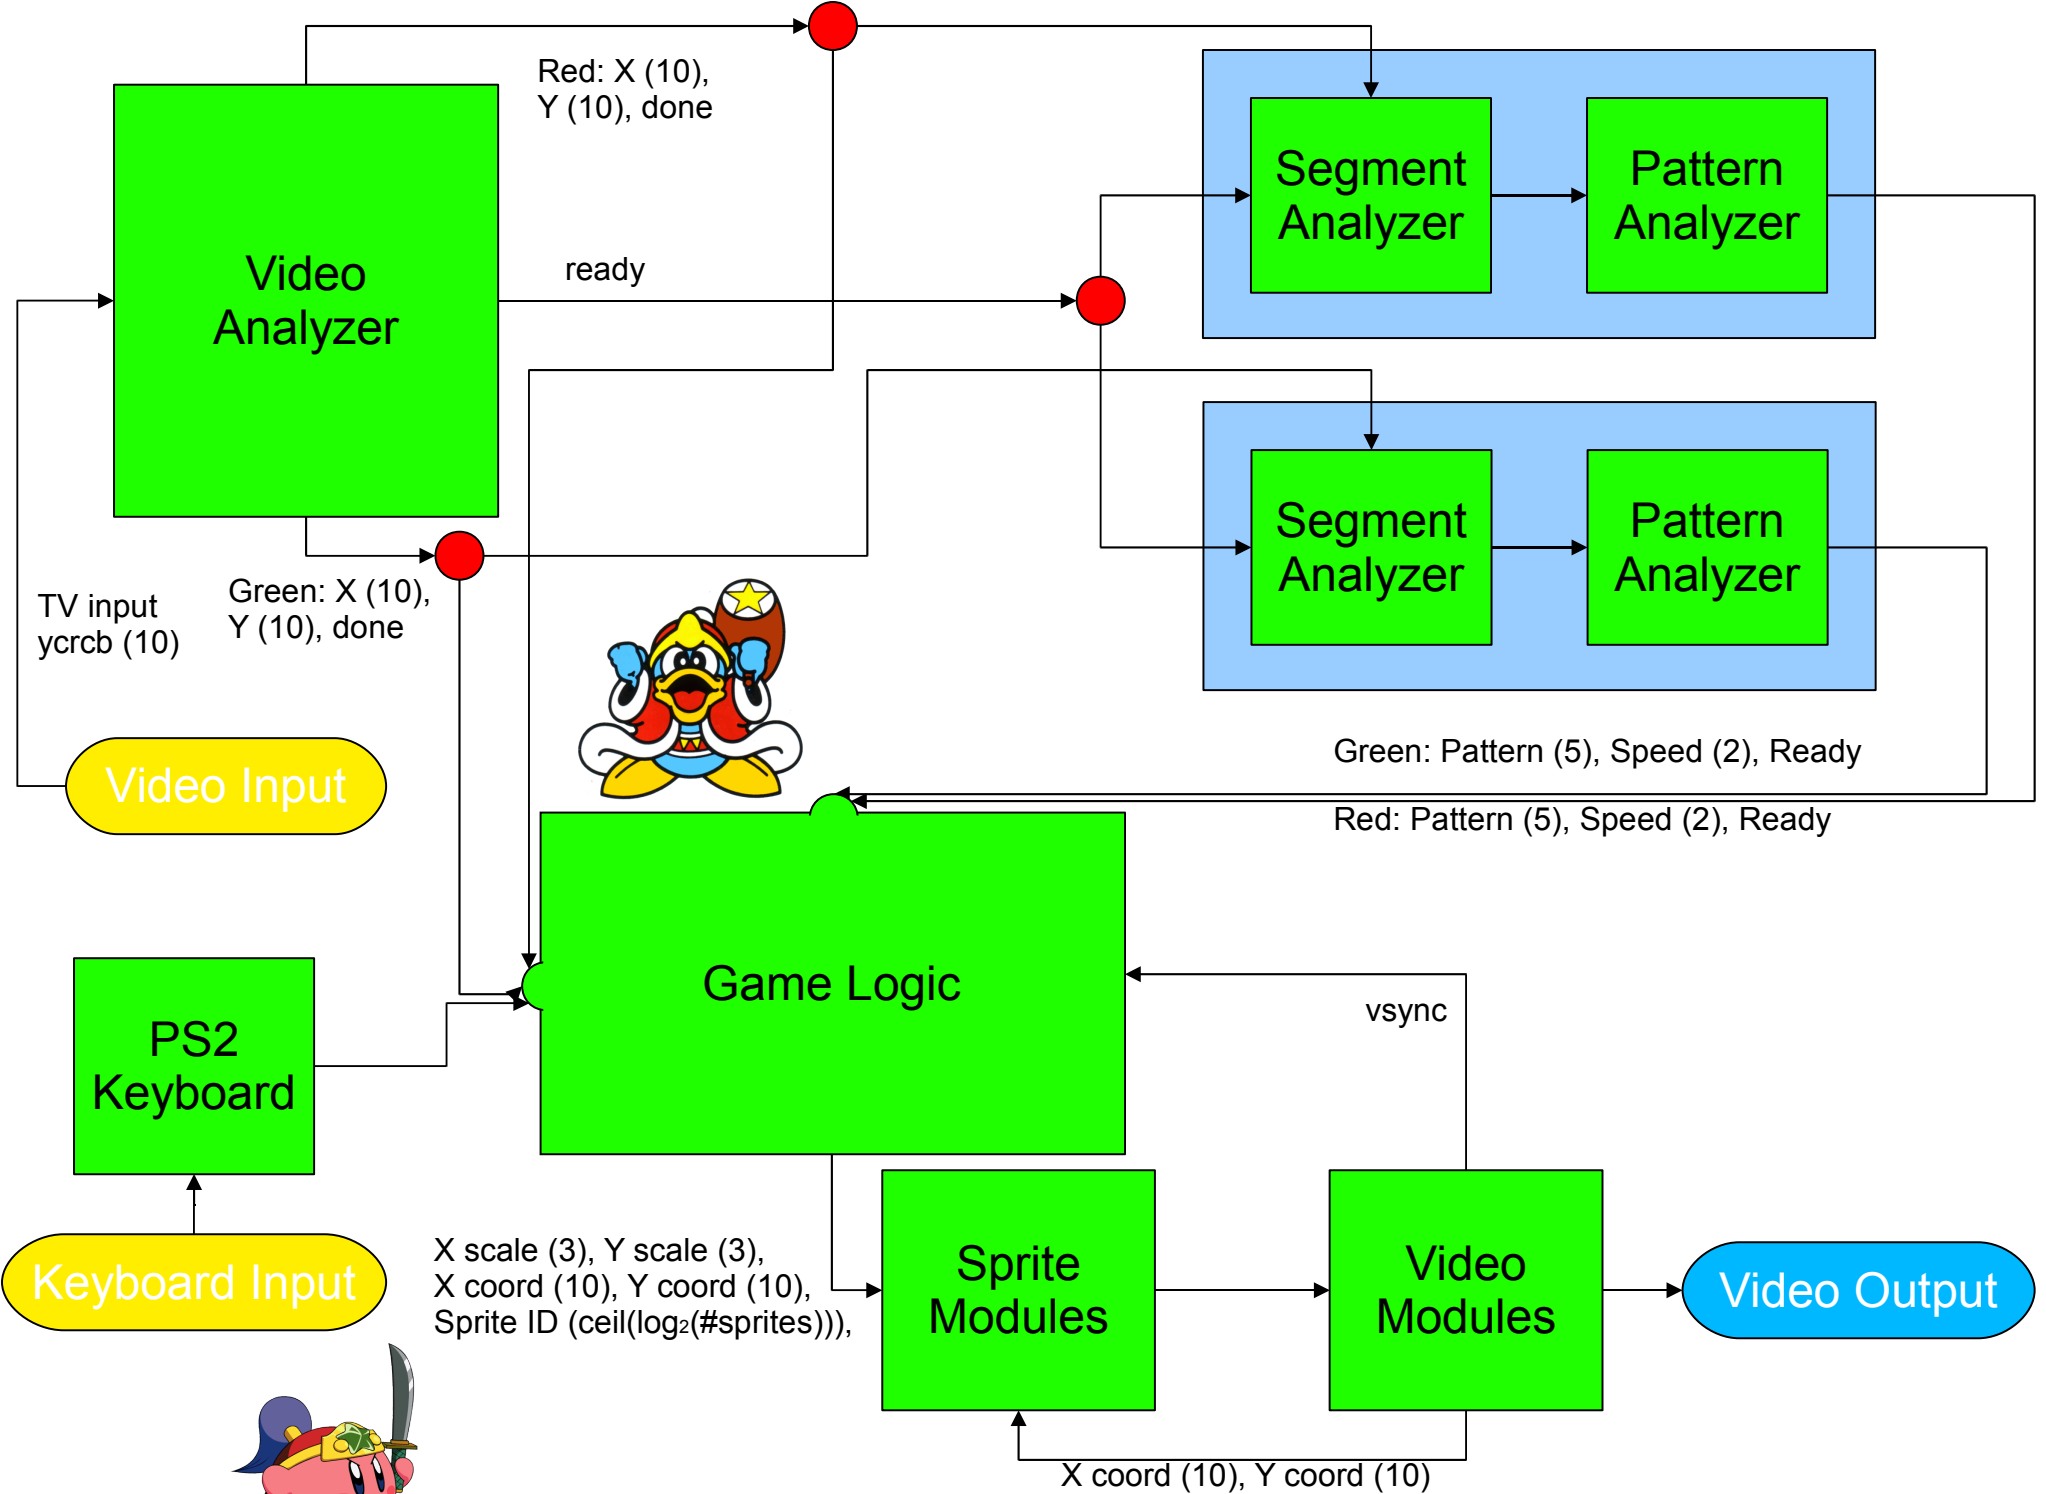 Red: X (10),
Y (10), done
Segment
Analyzer
Pattern
Analyzer
Video
Analyzer
ready
Segment
Analyzer
Pattern
Analyzer
TV input
ycrcb (10)
Green: X (10),
Y (10), done
Video Input
Green: Pattern (5), Speed (2), Ready
Red: Pattern (5), Speed (2), Ready
Game Logic
vsync
PS2
Keyboard
Keyboard Input
X scale (3), Y scale (3),
X coord (10), Y coord (10),
Sprite ID (ceil(log₂(#sprites))),
Sprite
Modules
Video
Modules
Video Output
X coord (10), Y coord (10)